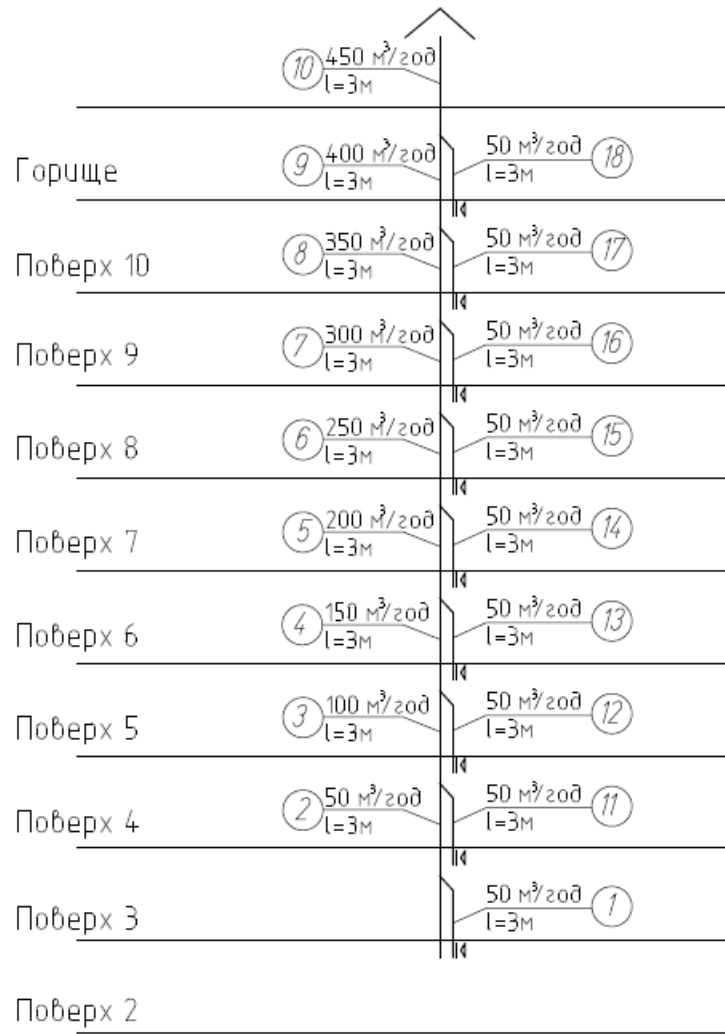 10 450 м³/год
l=3м
Горище 9 400 м³/год 50 м³/год 18
l=3м l=3м
Поверх 10 8 350 м³/год 50 м³/год 17
l=3м l=3м
Поверх 9 7 300 м³/год 50 м³/год 16
l=3м l=3м
Поверх 8 6 250 м³/год 50 м³/год 15
l=3м l=3м
Поверх 7 5 200 м³/год 50 м³/год 14
l=3м l=3м
Поверх 6 4 150 м³/год 50 м³/год 13
l=3м l=3м
Поверх 5 3 100 м³/год 50 м³/год 12
l=3м l=3м
Поверх 4 2 50 м³/год 50 м³/год 11
l=3м l=3м
Поверх 3 50 м³/год 1
l=3м
Поверх 2